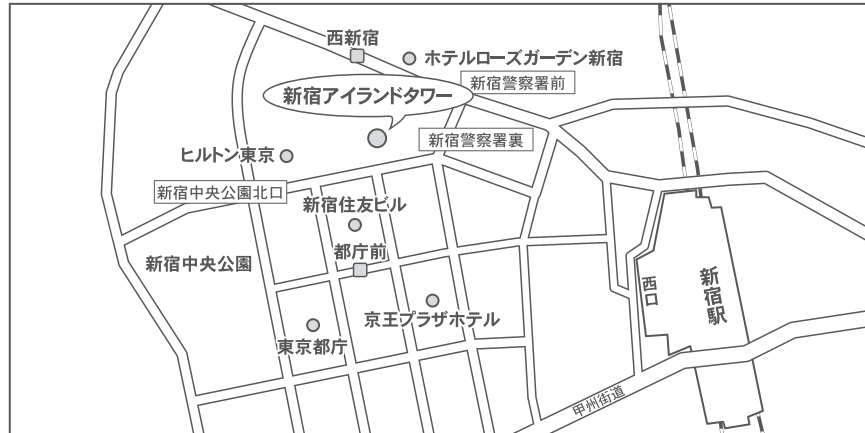 西新宿
ホテルローズガーデン新宿
新宿警察署前
新宿アイランドタワー
新宿警察署裏
ヒルトン東京
新宿中央公園北口
新宿住友ビル
都庁前
新宿中央公園
西口
新宿駅
京王プラザホテル
東京都庁
甲州街道